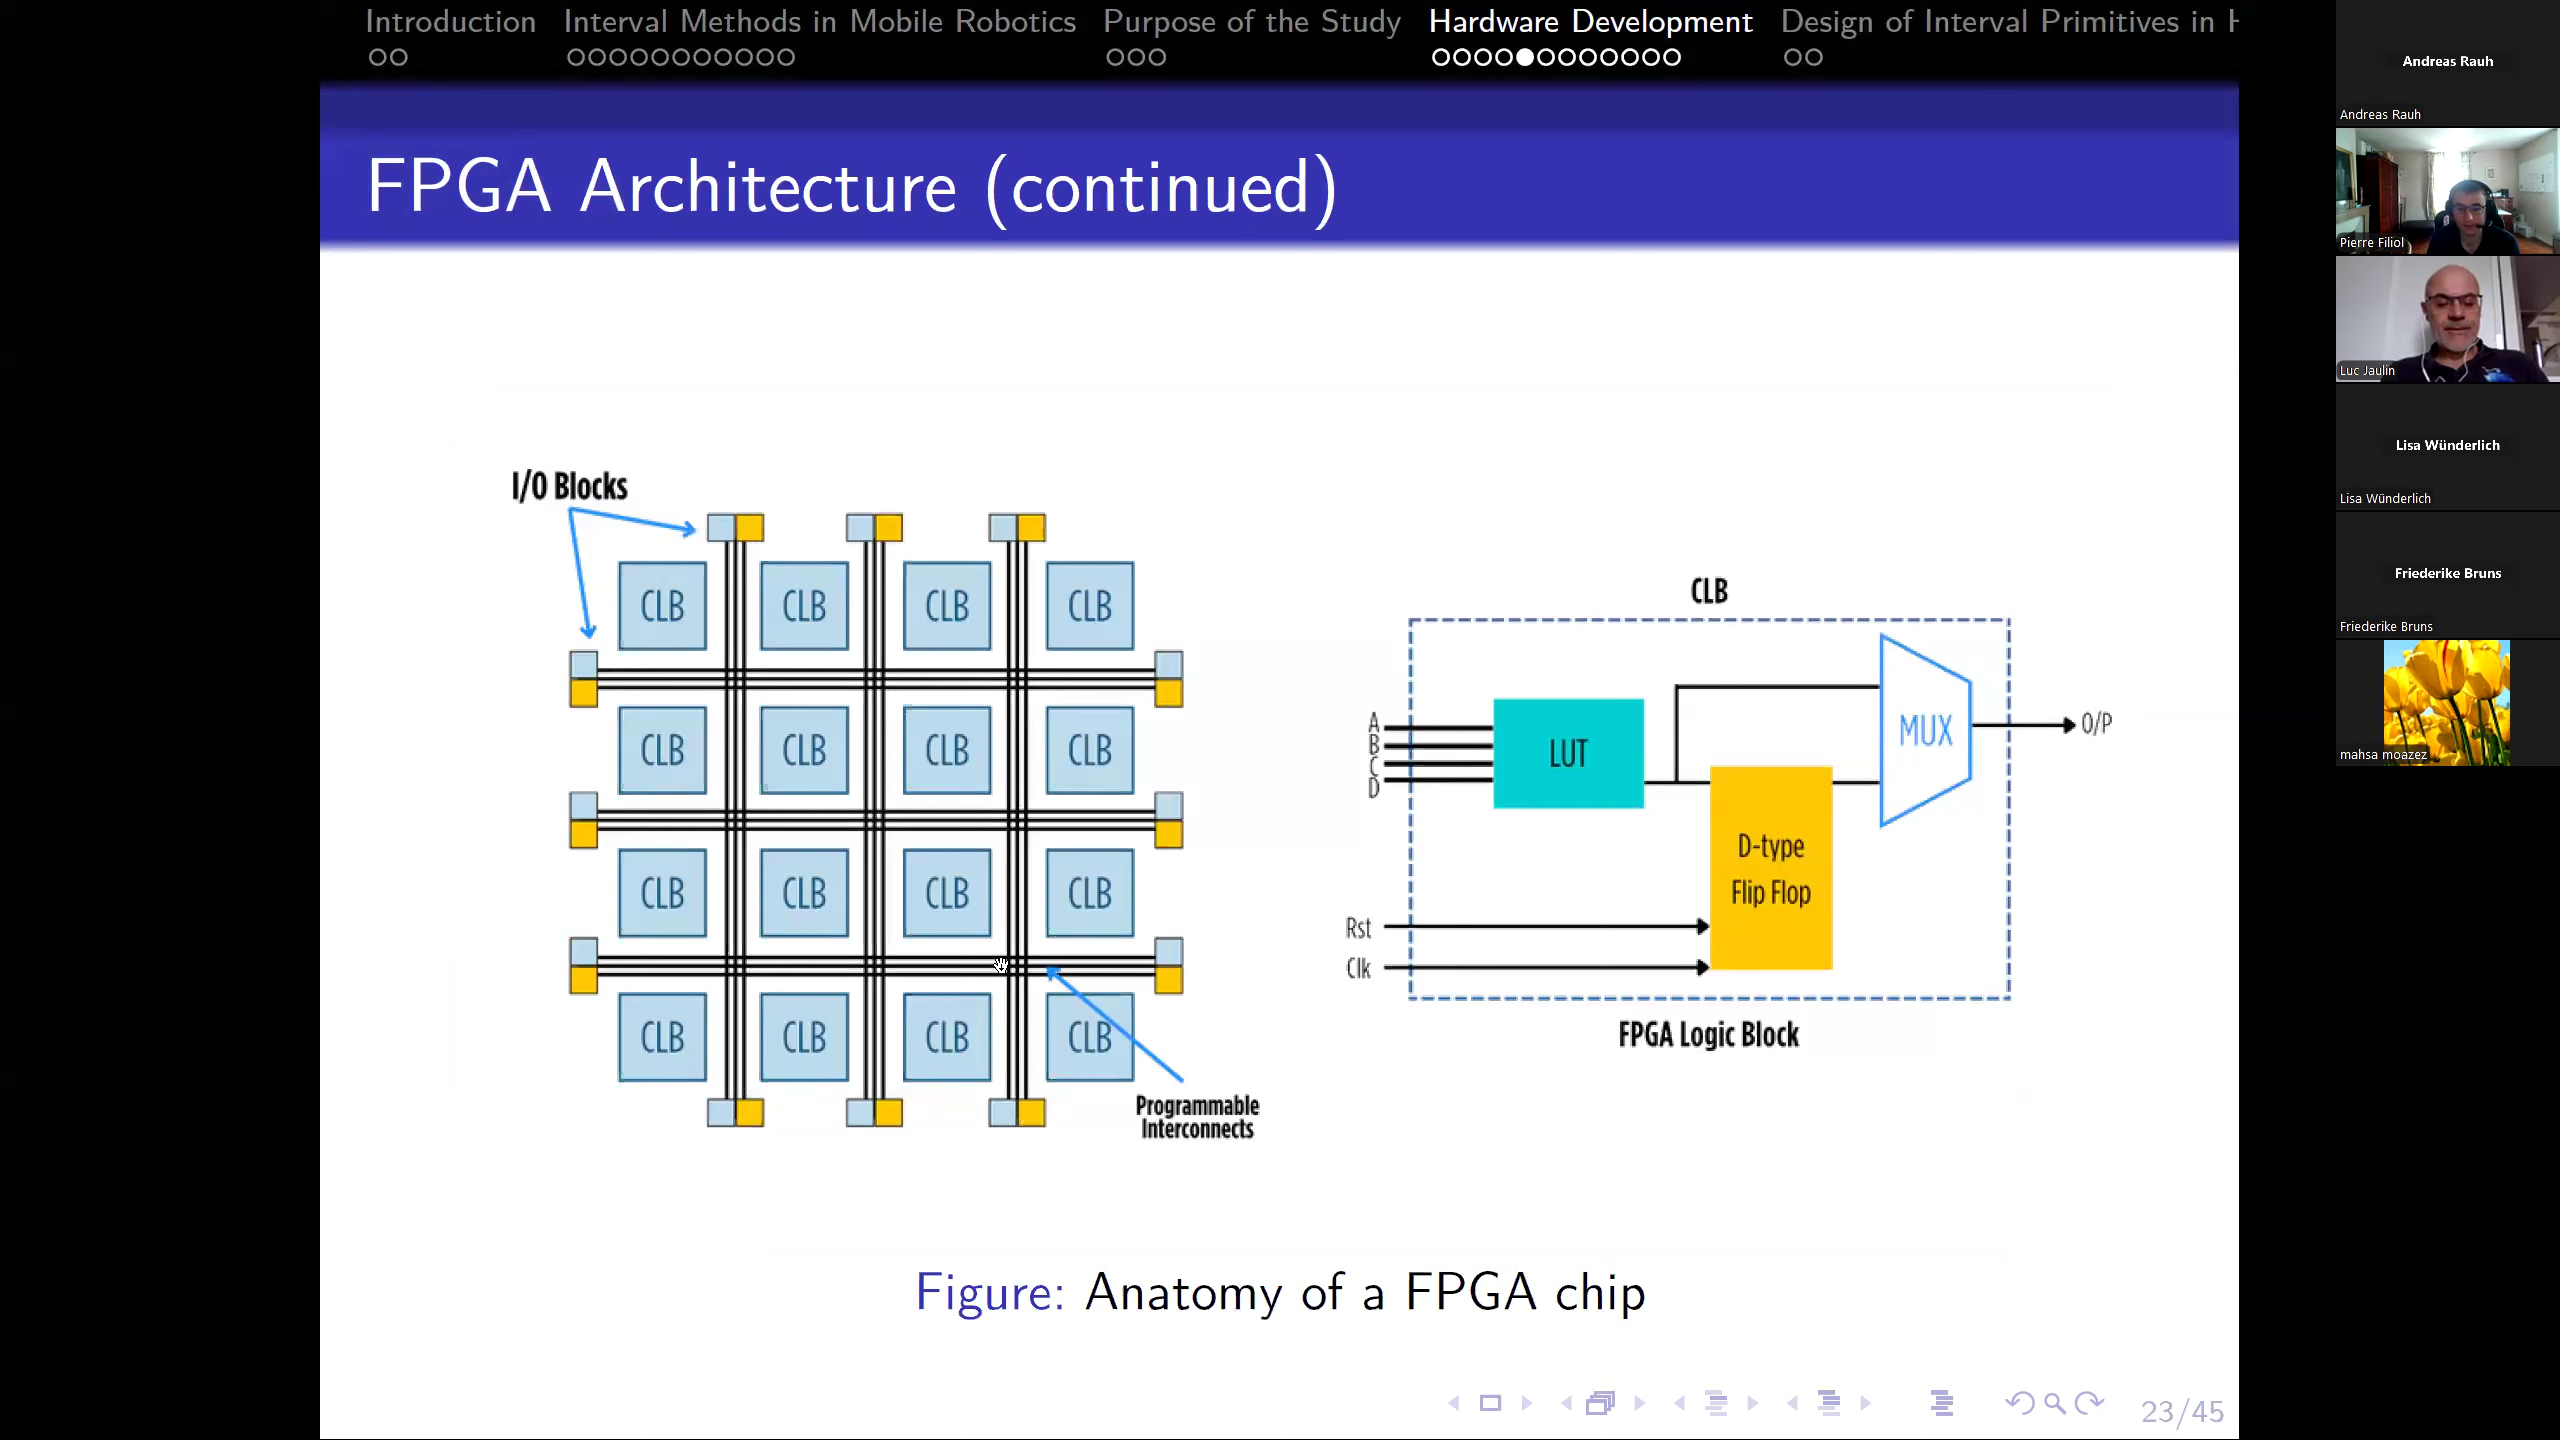 Introduction
Interval Methods in Mobile Robotics
Purpose of the Study
Hardware Development
Design of Interval Primitives in H
FPGA Architecture (continued)
I/O Blocks
CLB CLB CLB CLB
CLB CLB CLB CLB
CLB CLB CLB CLB
CLB CLB CLB CLB
Programmable
Interconnects
CLB
A
B
C
D
LUT
MUX
O/P
D-type
Flip Flop
Rst
Clk
FPGA Logic Block
Figure: Anatomy of a FPGA chip
23/45
Andreas Rauh
Andreas Rauh
Pierre Filiol
Luc Jaulin
Lisa Wünderlich
Lisa Wünderlich
Friederike Bruns
Friederike Bruns
mahsa moazez